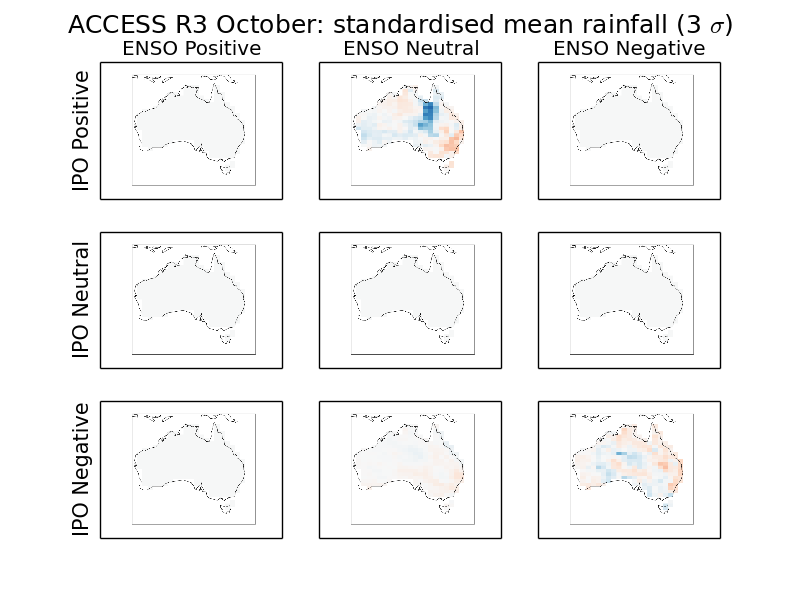 ACCESS R3 October: standardised mean rainfall (3 σ)
ENSO Positive ENSO Neutral ENSO Negative
IPO Positive
IPO Neutral
IPO Negative